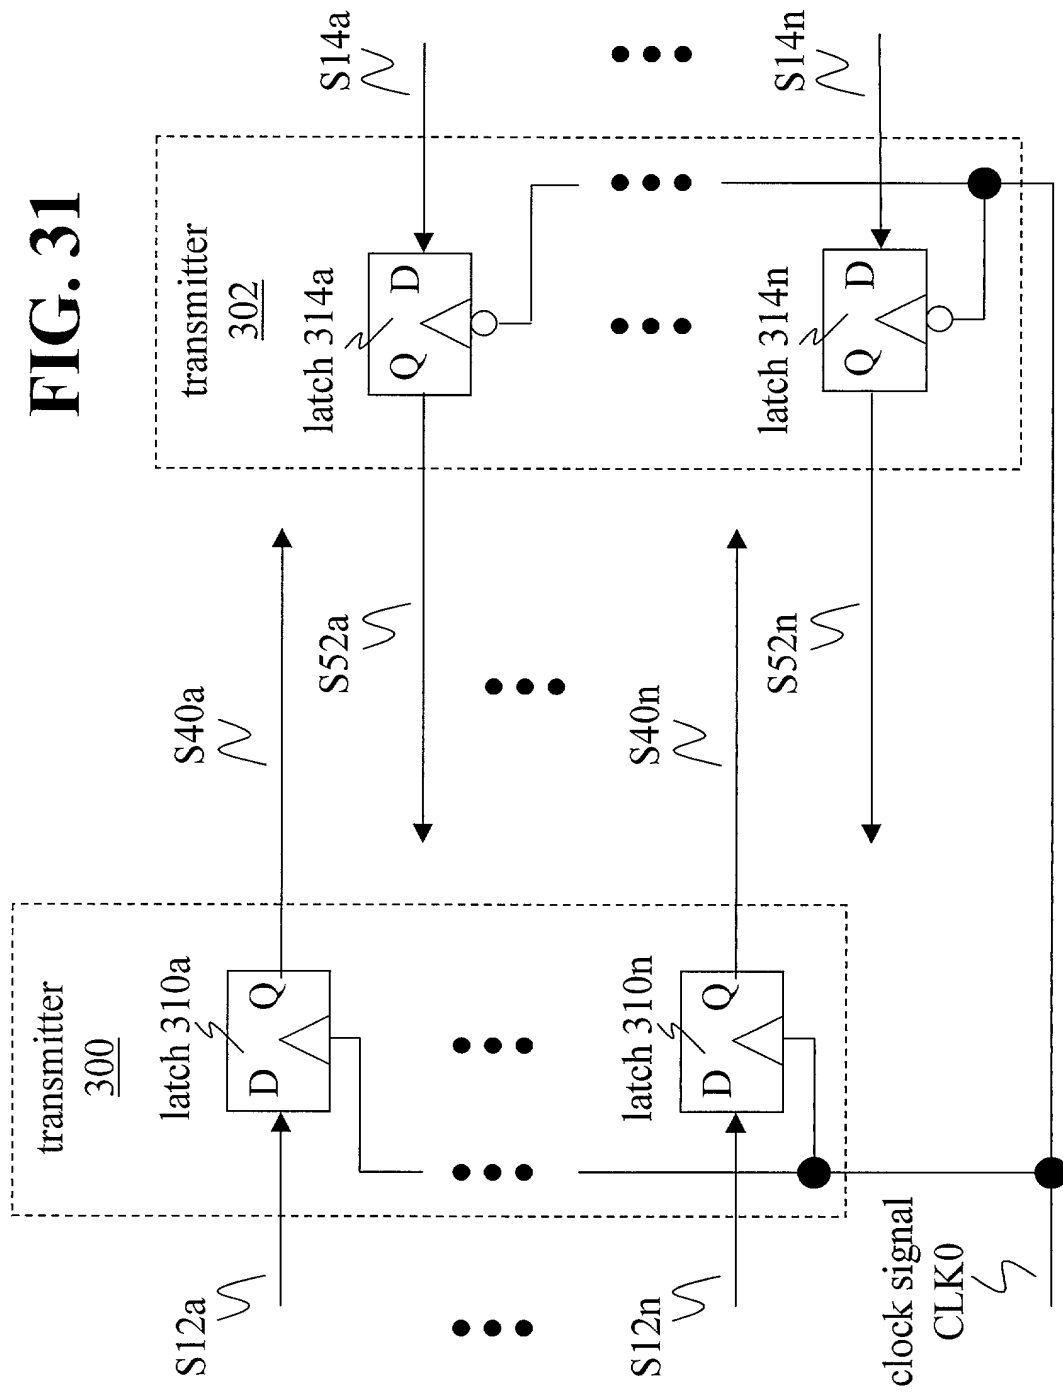 FIG. 31
transmitter
300
transmitter
302
S12a
latch 310a
D
Q
S40a
S52a
latch 314a
Q
D
S14a
S12n
latch 310n
D
Q
S40n
S52n
latch 314n
Q
D
S14n
clock signal
CLK0